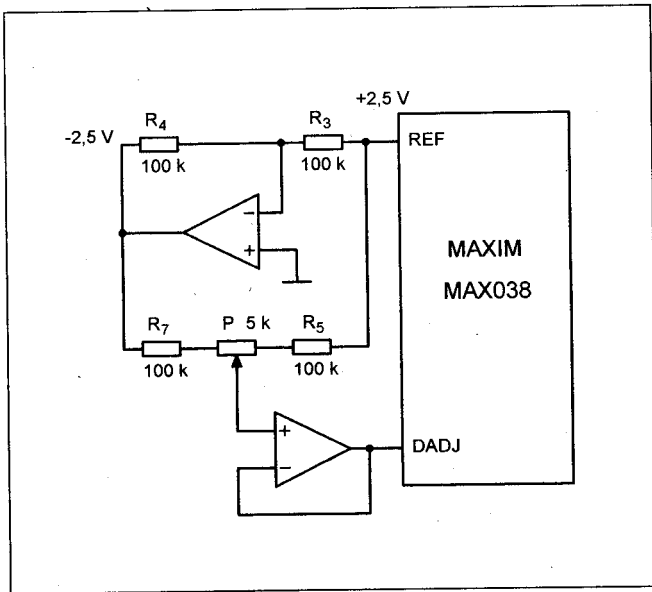 +2,5 V
R4
R3
-2,5 V
REF
100 k
100 k
−
+
MAXIM
MAX038
R7
P 5 k
R5
100 k
100 k
+
−
DADJ